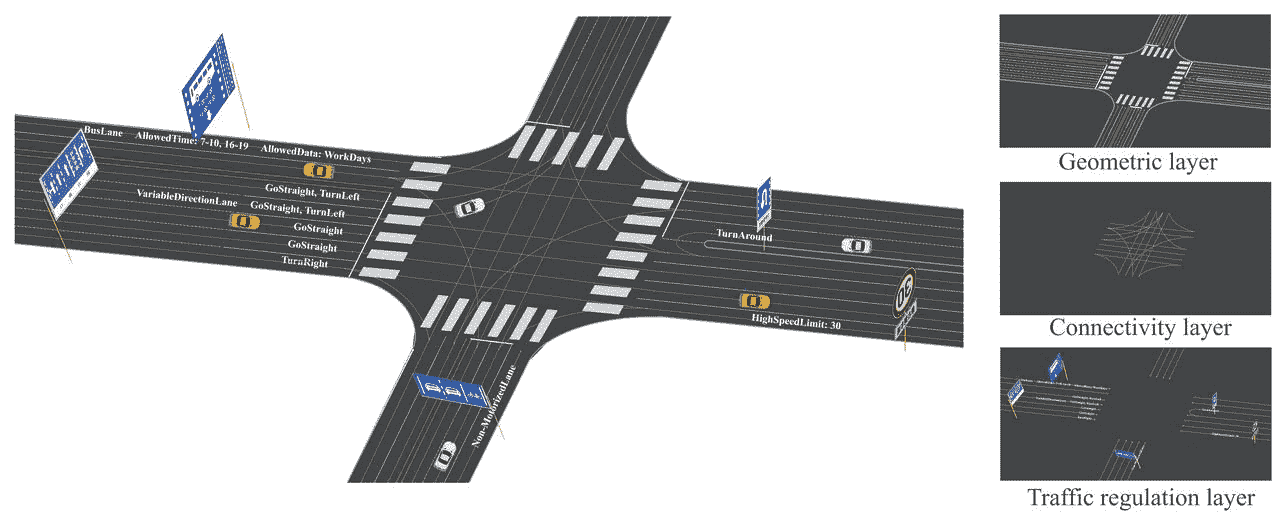 BusLane AllowedTime: 7-10, 16-19 AllowedData: WorkDays
GoStraight, TurnLeft
VariableDirectionLane GoStraight, TurnLeft
GoStraight
GoStraight
TurnRight
TurnAround
30
HighSpeedLimit: 30
Non-MotorizedLane
Geometric layer
Connectivity layer
Traffic regulation layer